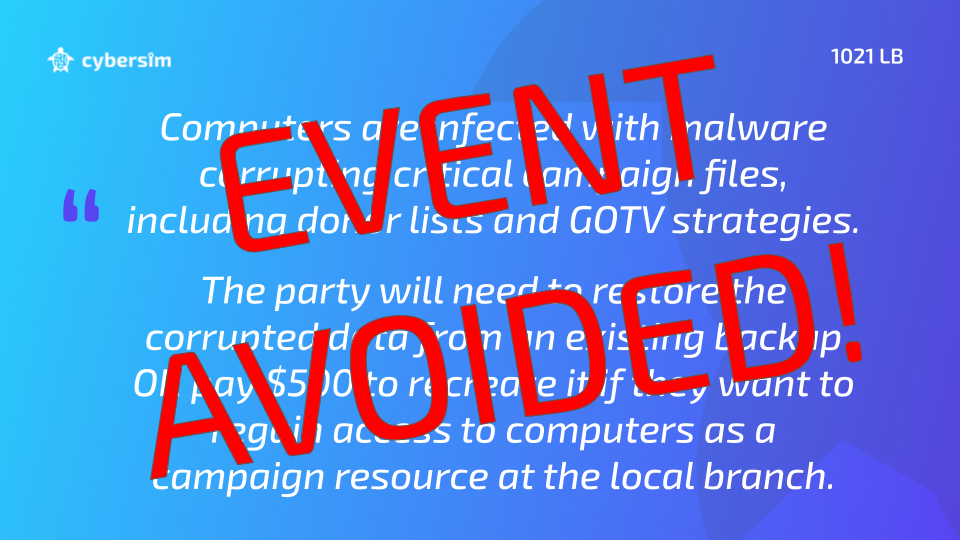 cybersim
1021 LB
“
Computers are infected with malware
corrupting critical campaign files,
including donor lists and GOTV strategies.
The party will need to restore the
corrupted data from an existing backup
OR pay $500 to recreate it if they want to
regain access to computers as a
campaign resource at the local branch.
EVENT
AVOIDED!